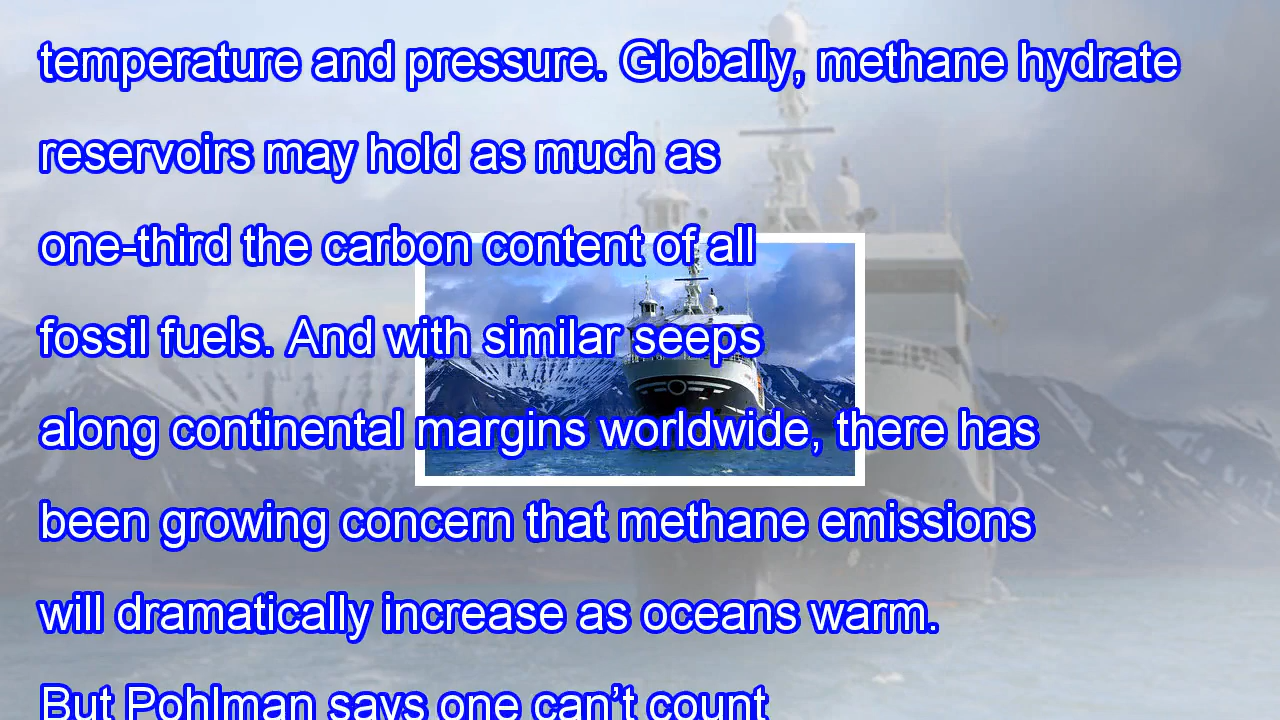 temperature and pressure. Globally, methane hydrate
reservoirs may hold as much as
one-third the carbon content of all
fossil fuels. And with similar seeps
along continental margins worldwide, there has
been growing concern that methane emissions
will dramatically increase as oceans warm.
But Pohlman says one can’t count